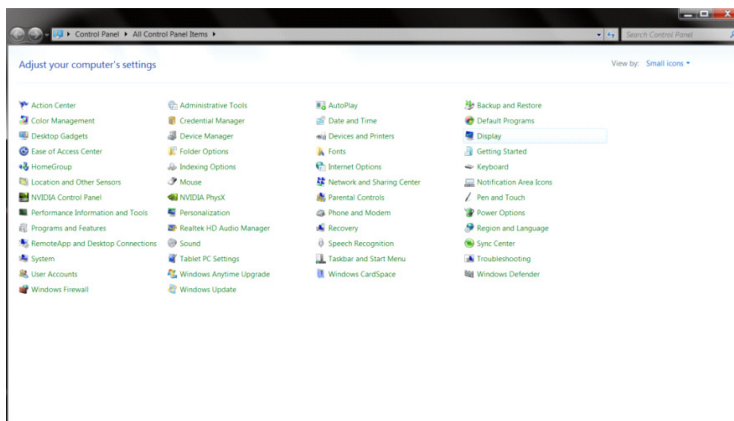 Control Panel ▸ All Control Panel Items ▸
Search Control Panel
Adjust your computer's settings
View by: Small icons
Action Center
Administrative Tools
AutoPlay
Backup and Restore
Color Management
Credential Manager
Date and Time
Default Programs
Desktop Gadgets
Device Manager
Devices and Printers
Display
Ease of Access Center
Folder Options
Fonts
Getting Started
HomeGroup
Indexing Options
Internet Options
Keyboard
Location and Other Sensors
Mouse
Network and Sharing Center
Notification Area Icons
NVIDIA Control Panel
NVIDIA PhysX
Parental Controls
Pen and Touch
Performance Information and Tools
Personalization
Phone and Modem
Power Options
Programs and Features
Realtek HD Audio Manager
Recovery
Region and Language
RemoteApp and Desktop Connections
Sound
Speech Recognition
Sync Center
System
Tablet PC Settings
Taskbar and Start Menu
Troubleshooting
User Accounts
Windows Anytime Upgrade
Windows CardSpace
Windows Defender
Windows Firewall
Windows Update